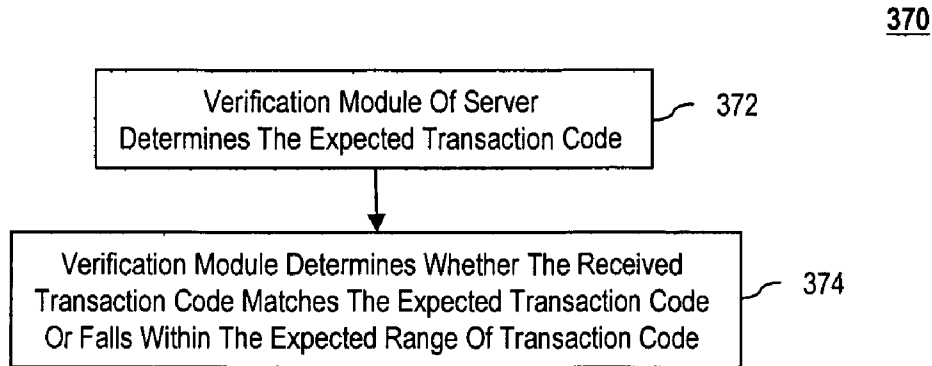 370
Verification Module Of Server
Determines The Expected Transaction Code
372
Verification Module Determines Whether The Received
Transaction Code Matches The Expected Transaction Code
Or Falls Within The Expected Range Of Transaction Code
374